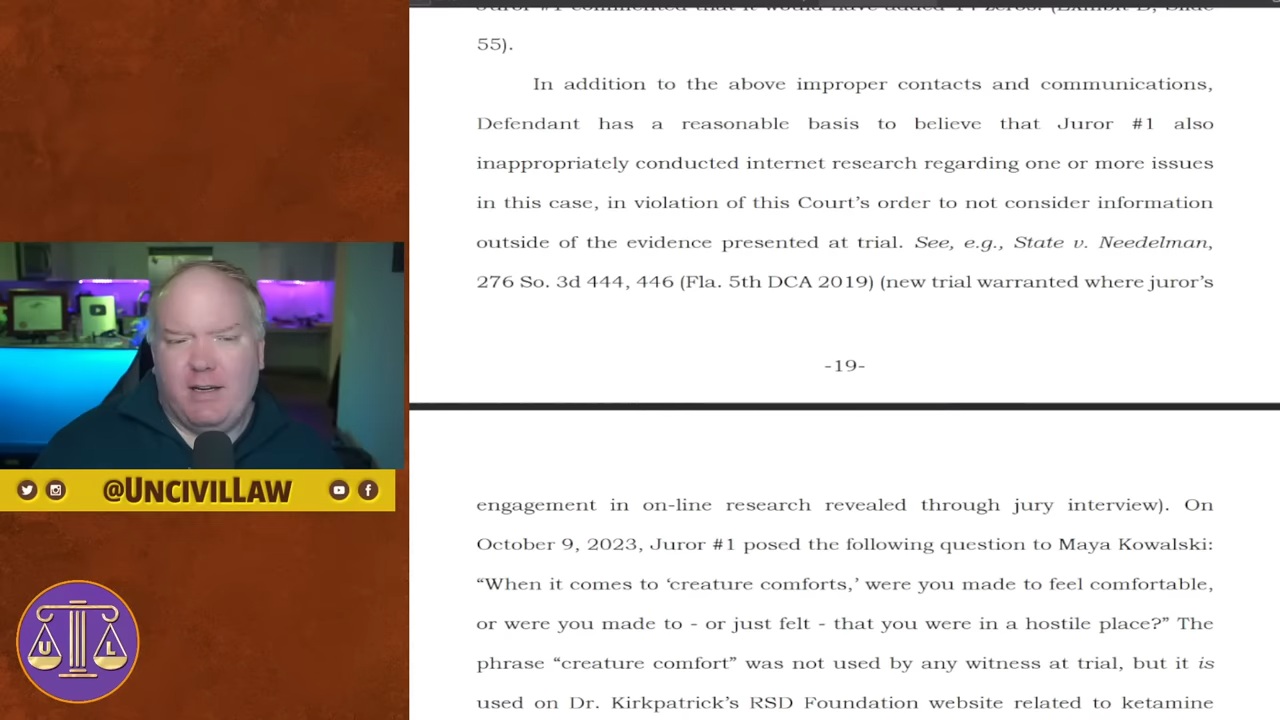 55).
In addition to the above improper contacts and communications,
Defendant has a reasonable basis to believe that Juror #1 also
inappropriately conducted internet research regarding one or more issues
in this case, in violation of this Court's order to not consider information
outside of the evidence presented at trial. See, e.g., State v. Needelman,
276 So. 3d 444, 446 (Fla. 5th DCA 2019) (new trial warranted where juror's
-19-
engagement in on-line research revealed through jury interview). On
October 9, 2023, Juror #1 posed the following question to Maya Kowalski:
“When it comes to ‘creature comforts,’ were you made to feel comfortable,
or were you made to - or just felt - that you were in a hostile place?” The
phrase “creature comfort” was not used by any witness at trial, but it is
used on Dr. Kirkpatrick's RSD Foundation website related to ketamine
@UNCIVILLAW
U L